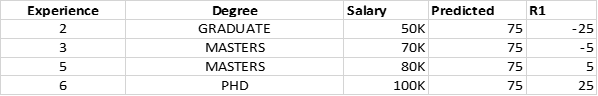 Experience Degree Salary Predicted R1
2 GRADUATE 50K 75 -25
3 MASTERS 70K 75 -5
5 MASTERS 80K 75 5
6 PHD 100K 75 25